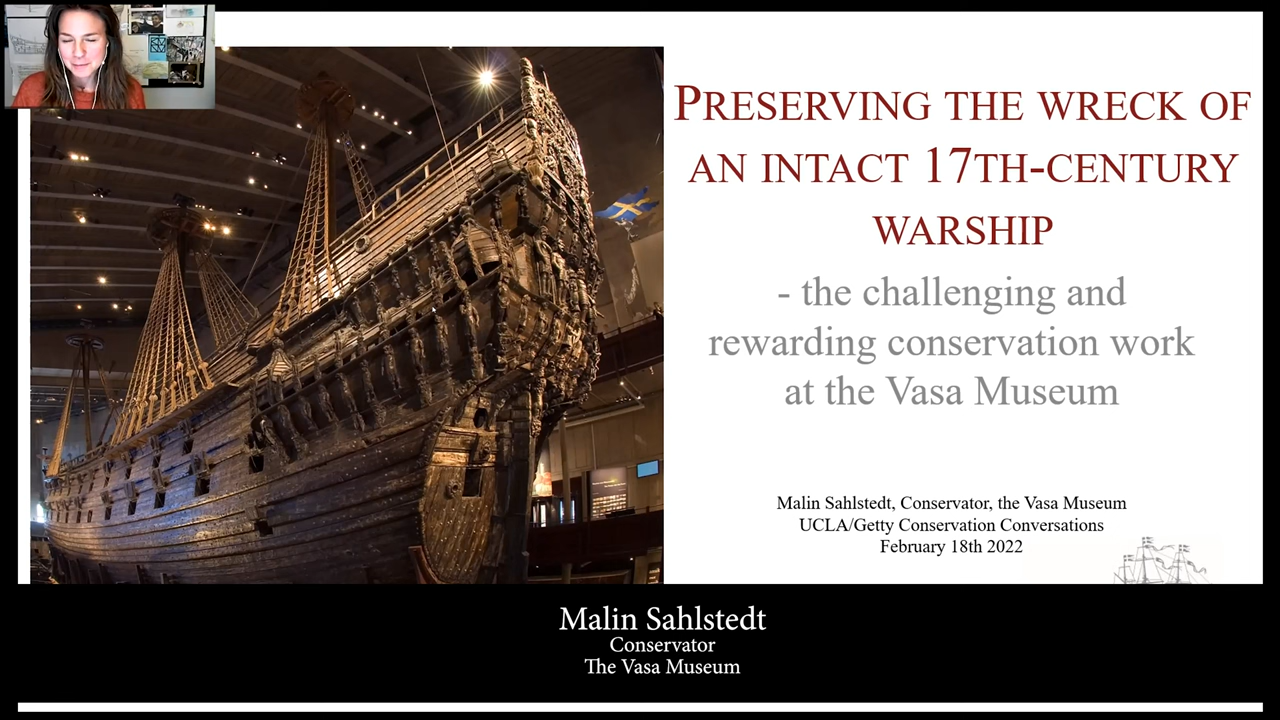 PRESERVING THE WRECK OF
AN INTACT 17TH-CENTURY
WARSHIP
- the challenging and
rewarding conservation work
at the Vasa Museum
Malin Sahlstedt, Conservator, the Vasa Museum
UCLA/Getty Conservation Conversations
February 18th 2022
Malin Sahlstedt
Conservator
The Vasa Museum